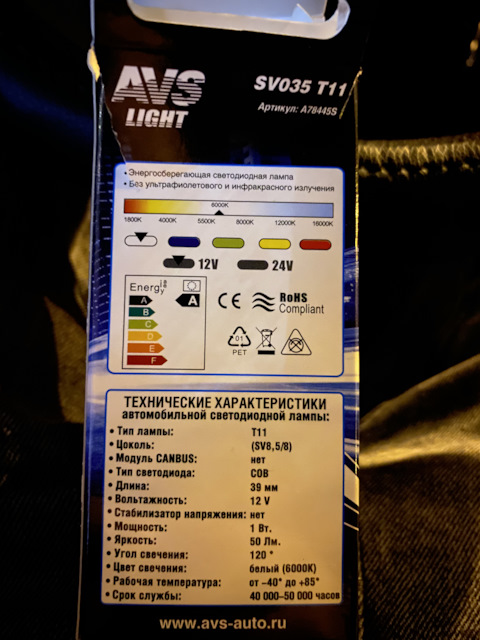 AVS
LIGHT
SV035 T11
Артикул: A78445S
• Энергосберегающая светодиодная лампа
• Без ультрафиолетового и инфракрасного излучения
6000K
1800K 4000K 5500K 8000K 12000K 16000K
12V 24V
Energy
A
B
C
D
E
F
A
CE
RoHS
Compliant
01
PET
ТЕХНИЧЕСКИЕ ХАРАКТЕРИСТИКИ
автомобильной светодиодной лампы:
• Тип лампы: T11
• Цоколь: (SV8,5/8)
• Модуль CANBUS: нет
• Тип светодиода: COB
• Длина: 39 мм
• Вольтажность: 12 V
• Стабилизатор напряжения: нет
• Мощность: 1 Вт.
• Яркость: 50 Лм.
• Угол свечения: 120 °
• Цвет свечения: белый (6000K)
• Рабочая температура: от –40° до +85°
• Срок службы: 40 000–50 000 часов
www.avs-auto.ru